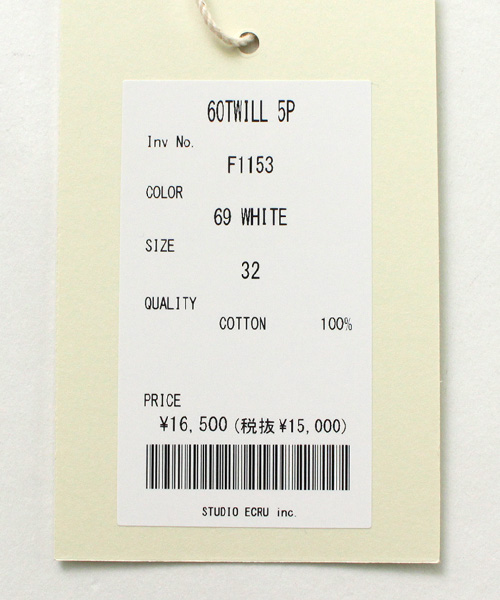 60TWILL 5P
Inv No.
F1153
COLOR
69 WHITE
SIZE
32
QUALITY
COTTON 100%
PRICE
¥16,500(税抜¥15,000)
STUDIO ECRU inc.